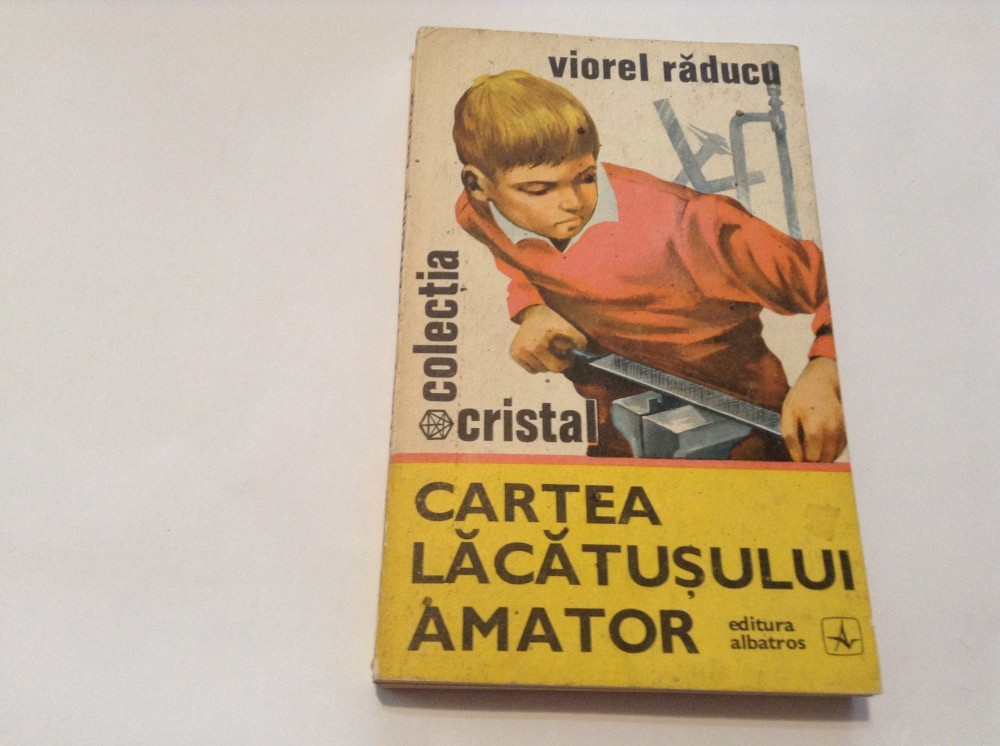 viorel răducu
colecția
cristal
CARTEA
LĂCĂTUȘULUI
AMATOR
editura
albatros